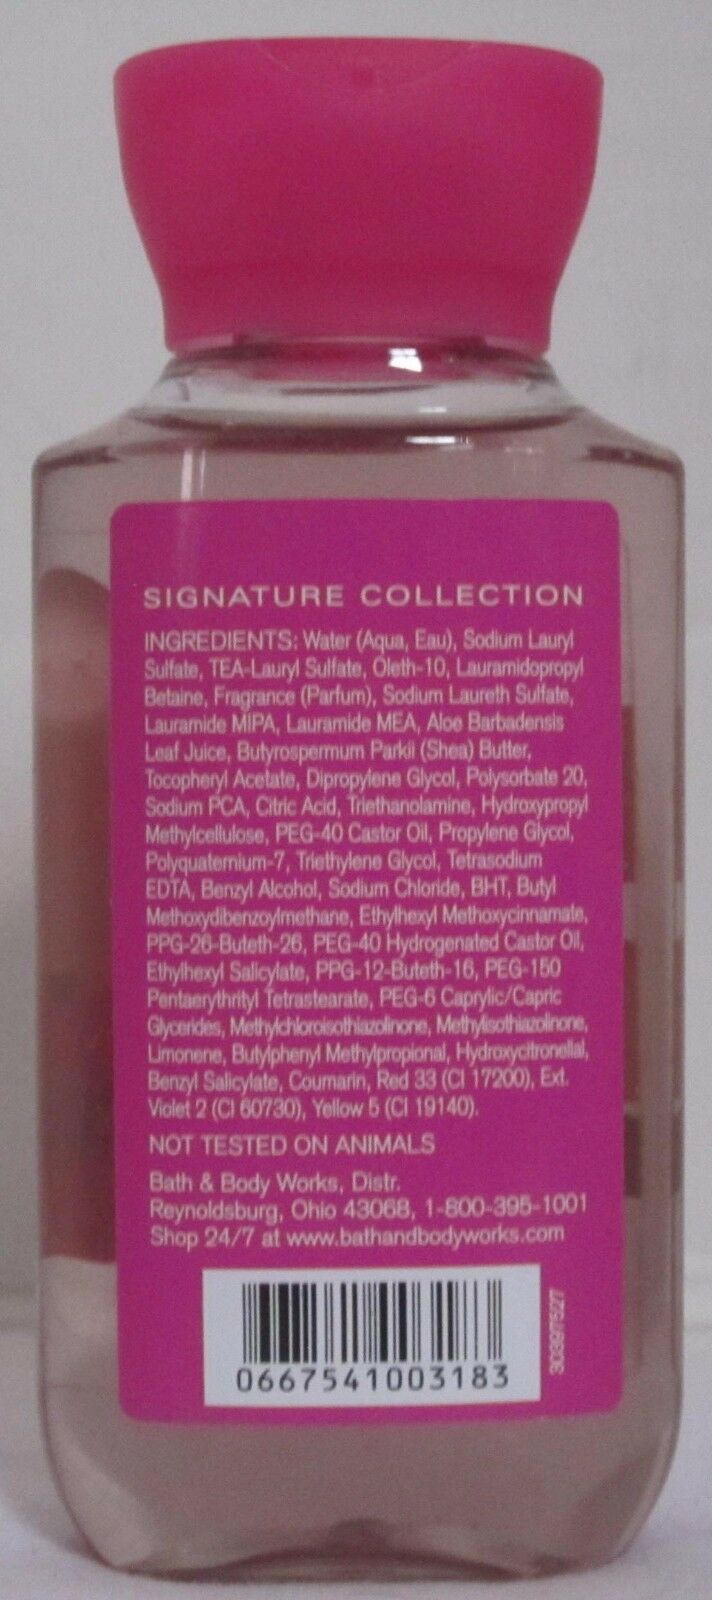 SIGNATURE COLLECTION
INGREDIENTS: Water (Aqua, Eau), Sodium Lauryl
Sulfate, TEA-Lauryl Sulfate, Oleth-10, Lauramidopropyl
Betaine, Fragrance (Parfum), Sodium Laureth Sulfate,
Lauramide MIPA, Lauramide MEA, Aloe Barbadensis
Leaf Juice, Butyrospermum Parkii (Shea) Butter,
Tocopheryl Acetate, Dipropylene Glycol, Polysorbate 20,
Sodium PCA, Citric Acid, Triethanolamine, Hydroxypropyl
Methylcellulose, PEG-40 Castor Oil, Propylene Glycol,
Polyquaternium-7, Triethylene Glycol, Tetrasodium
EDTA, Benzyl Alcohol, Sodium Chloride, BHT, Butyl
Methoxydibenzoylmethane, Ethylhexyl Methoxycinnamate,
PPG-26-Buteth-26, PEG-40 Hydrogenated Castor Oil,
Ethylhexyl Salicylate, PPG-12-Buteth-16, PEG-150
Pentaerythrityl Tetrastearate, PEG-6 Caprylic/Capric
Glycerides, Methylchloroisothiazolinone, Methylisothiazolinone,
Limonene, Butylphenyl Methylpropional, Hydroxycitronellal,
Benzyl Salicylate, Coumarin, Red 33 (CI 17200), Ext.
Violet 2 (CI 60730), Yellow 5 (CI 19140).
NOT TESTED ON ANIMALS
Bath & Body Works, Distr.
Reynoldsburg, Ohio 43068, 1-800-395-1001
Shop 24/7 at www.bathandbodyworks.com
0667541003183
30397527